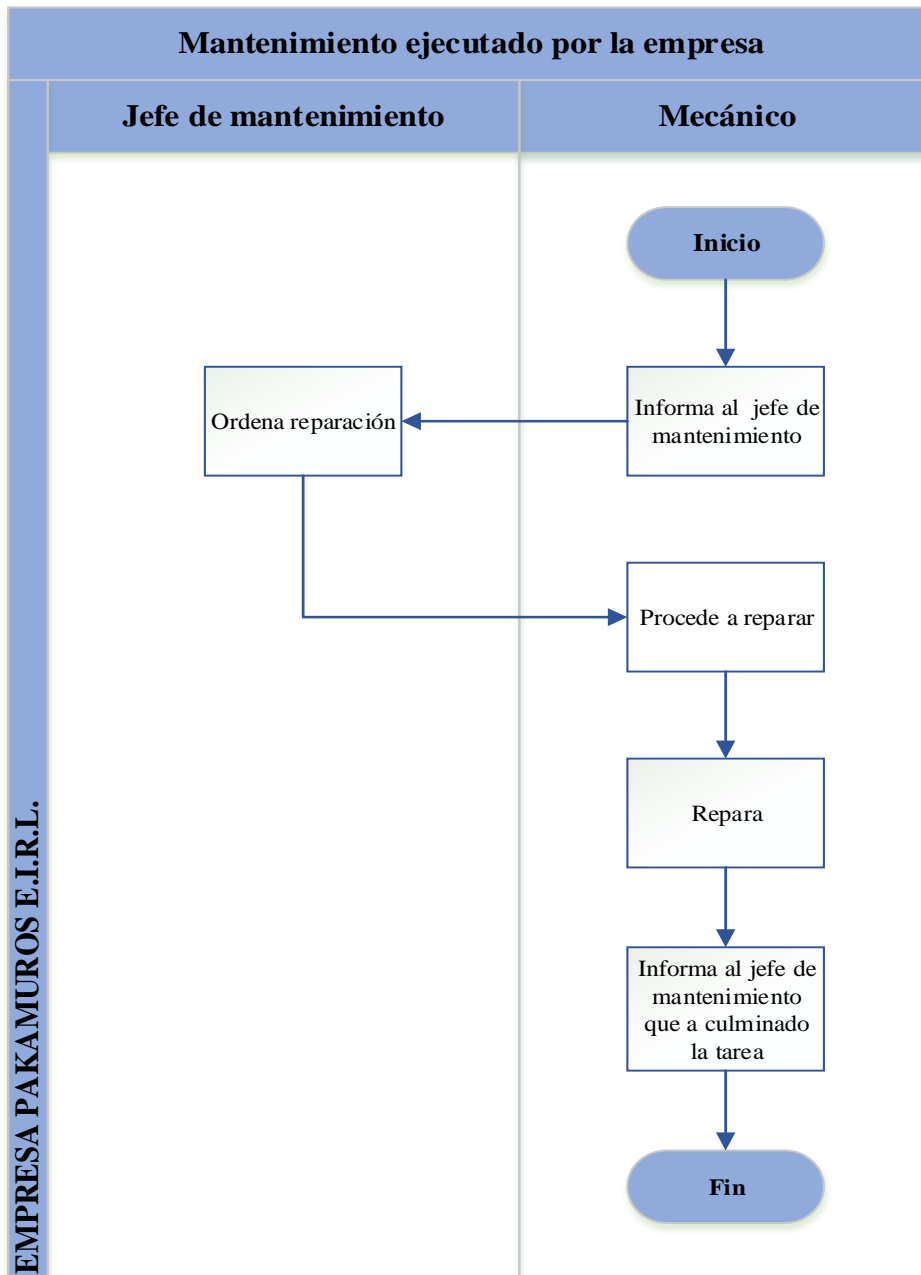 Mantenimiento ejecutado por la empresa
Jefe de mantenimiento
Mecánico
EMPRESA PAKAMUROS E.I.R.L.
Inicio
Informa al jefe de
mantenimiento
Ordena reparación
Procede a reparar
Repara
Informa al jefe de
mantenimiento
que a culminado
la tarea
Fin